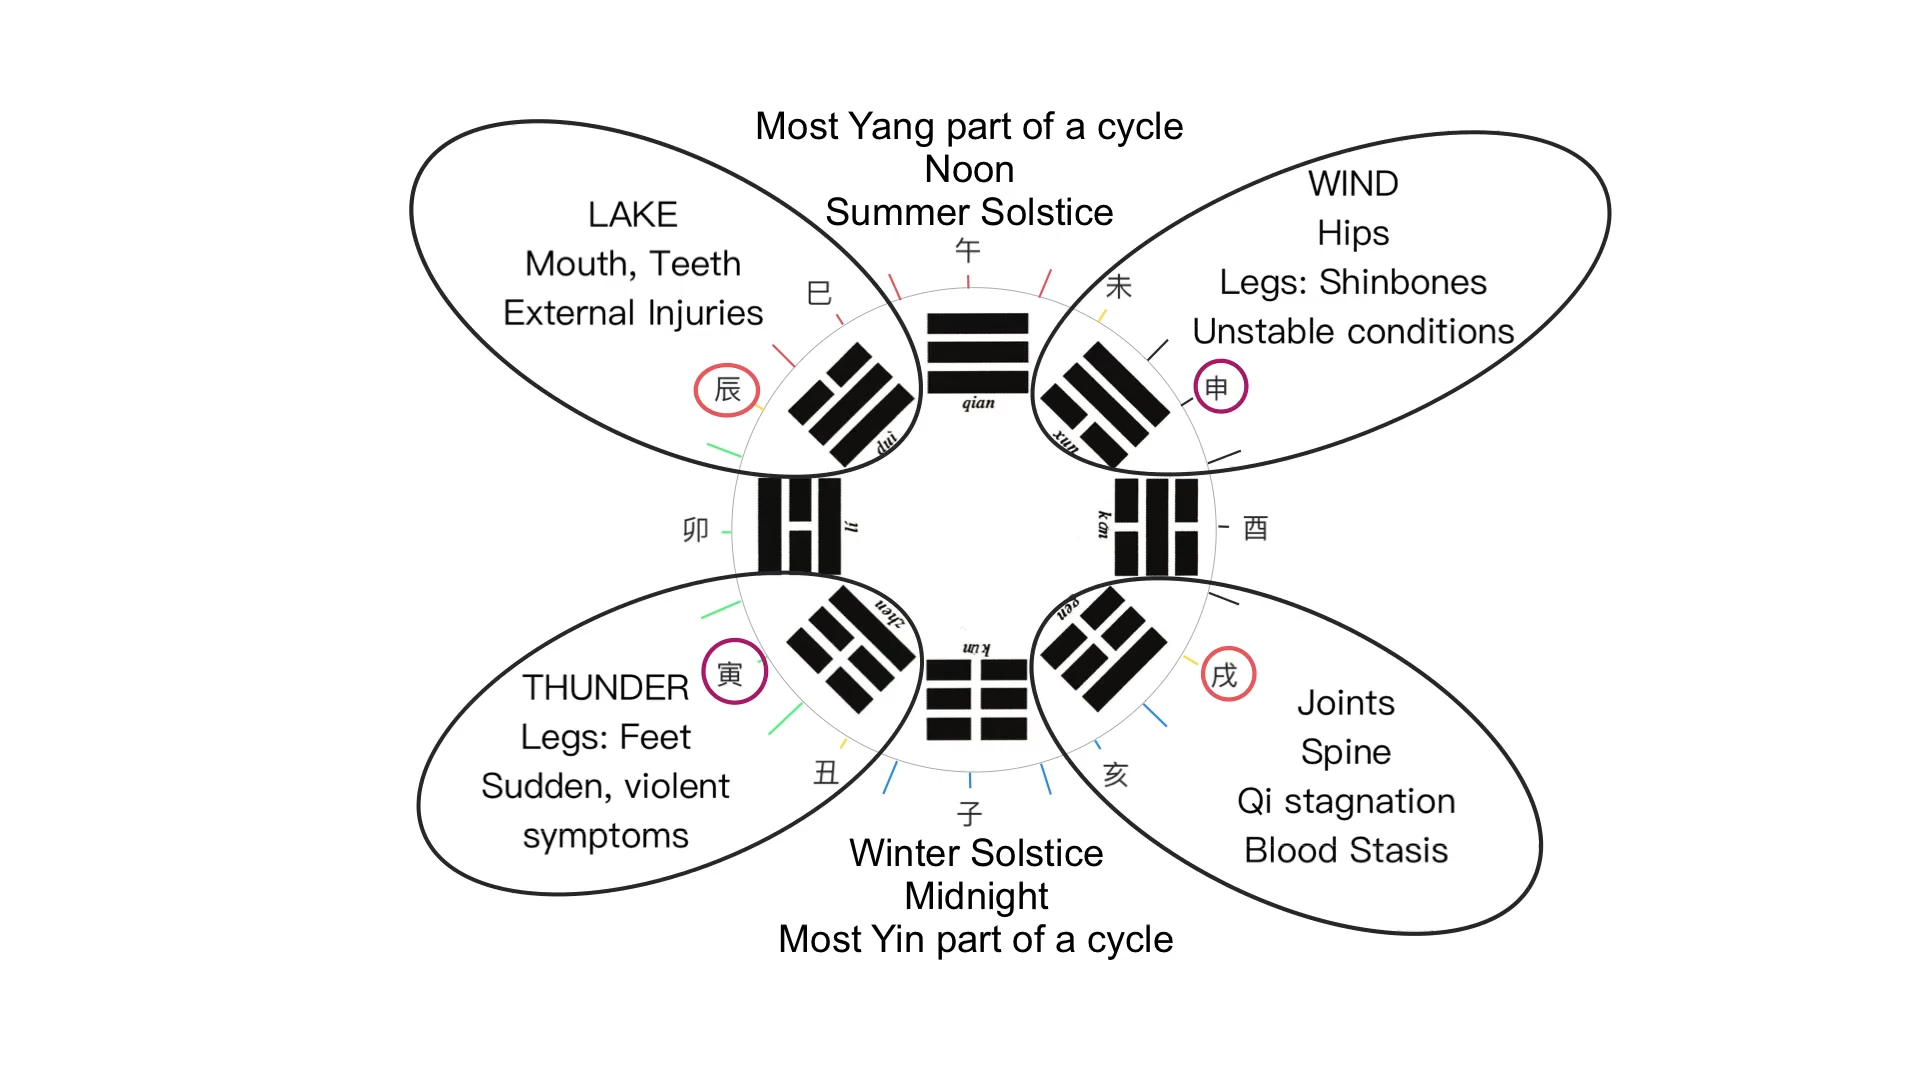 Most Yang part of a cycle
Noon
Summer Solstice
午
LAKE
Mouth, Teeth
External Injuries
巳
辰
WIND
Hips
Legs: Shinbones
Unstable conditions
未
申
qian
dui
xun
卯
li
kan
酉
zhen
gen
kun
寅
THUNDER
Legs: Feet
Sudden, violent
symptoms
丑
戌
Joints
Spine
Qi stagnation
Blood Stasis
亥
子
Winter Solstice
Midnight
Most Yin part of a cycle